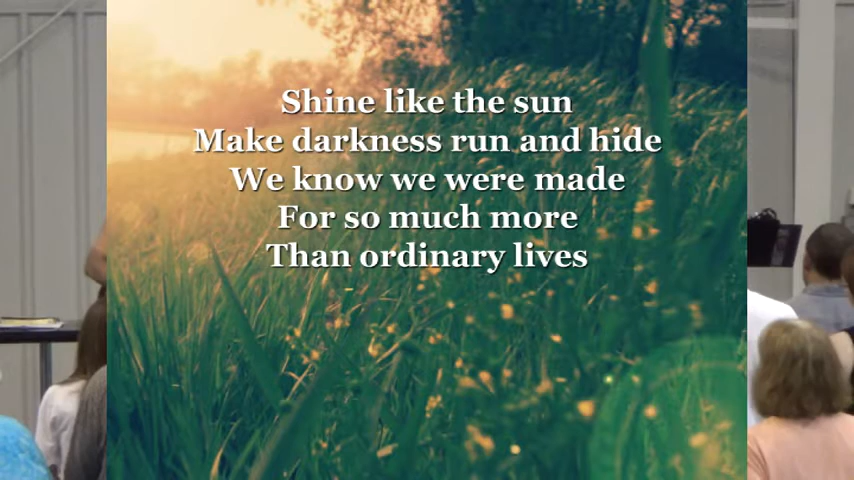 Shine like the sun
Make darkness run and hide
We know we were made
For so much more
Than ordinary lives